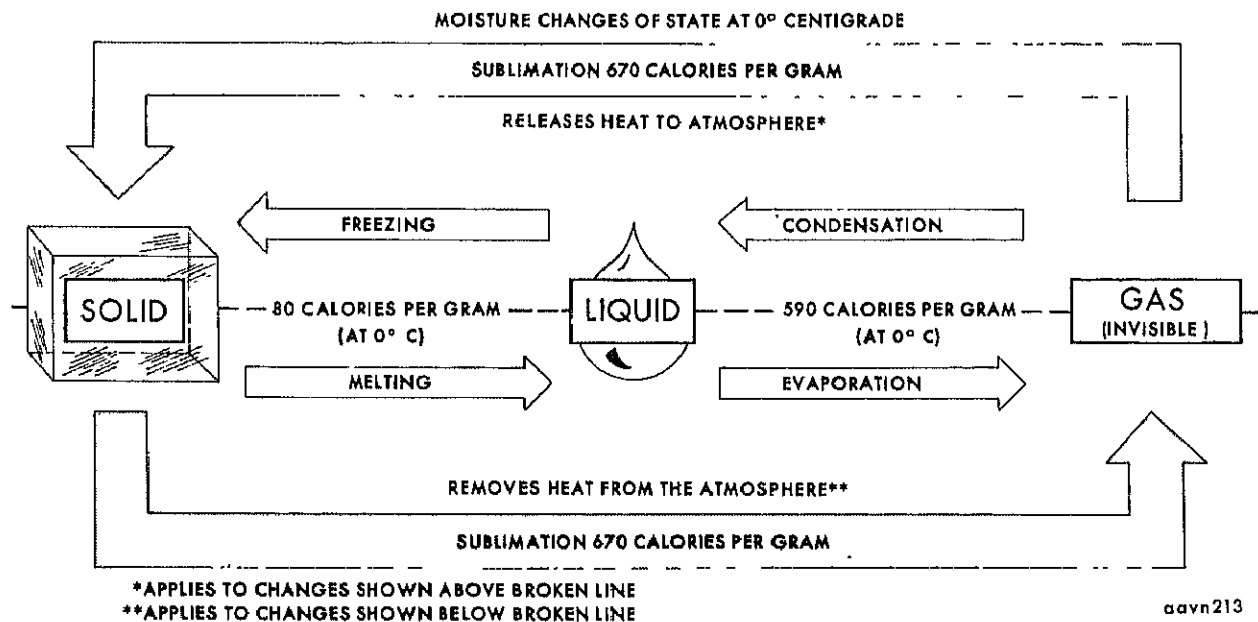 MOISTURE CHANGES OF STATE AT 0° CENTIGRADE
SUBLIMATION 670 CALORIES PER GRAM
RELEASES HEAT TO ATMOSPHERE*
FREEZING
CONDENSATION
SOLID
80 CALORIES PER GRAM
(AT 0° C)
LIQUID
590 CALORIES PER GRAM
(AT 0° C)
GAS
(INVISIBLE)
MELTING
EVAPORATION
REMOVES HEAT FROM THE ATMOSPHERE**
SUBLIMATION 670 CALORIES PER GRAM
*APPLIES TO CHANGES SHOWN ABOVE BROKEN LINE
**APPLIES TO CHANGES SHOWN BELOW BROKEN LINE
aavn213